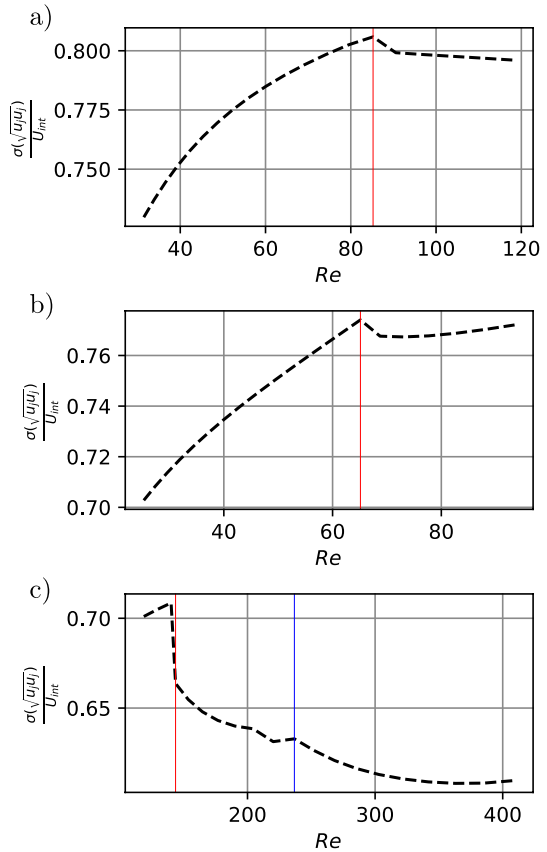 a)
0.800
0.775
0.750
σ(√u_j u_j)
U_int
40 60 80 100 120
Re
b)
0.76
0.74
0.72
0.70
σ(√u_j u_j)
U_int
40 60 80
Re
c)
0.70
0.65
σ(√u_j u_j)
U_int
200 300 400
Re